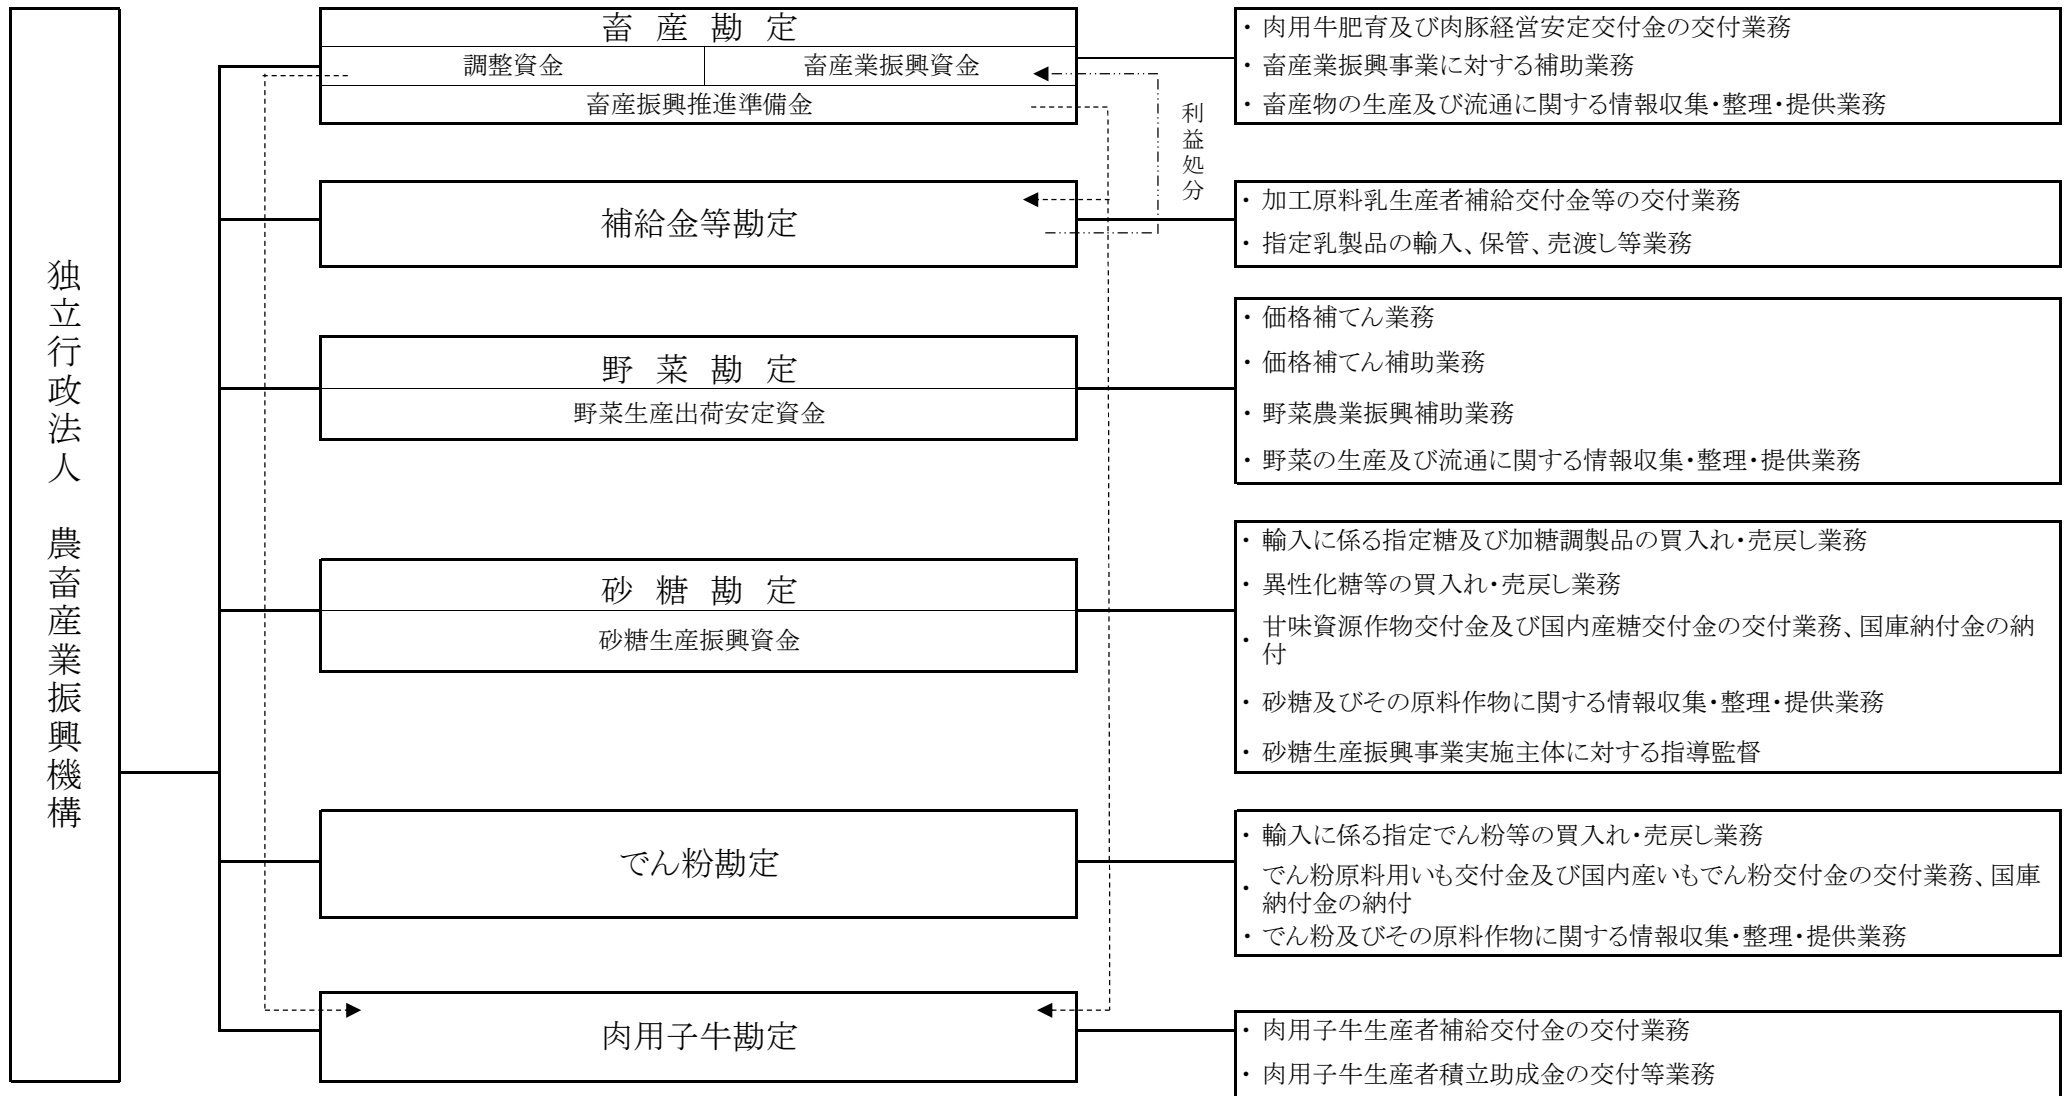 独立行政法人　農畜産業振興機構
畜産勘定
調整資金
畜産業振興資金
畜産振興推進準備金
・肉用牛肥育及び肉豚経営安定交付金の交付業務
・畜産業振興事業に対する補助業務
・畜産物の生産及び流通に関する情報収集・整理・提供業務
利益処分
補給金等勘定
・加工原料乳生産者補給交付金等の交付業務
・指定乳製品の輸入、保管、売渡し等業務
野菜勘定
野菜生産出荷安定資金
・価格補てん業務
・価格補てん補助業務
・野菜農業振興補助業務
・野菜の生産及び流通に関する情報収集・整理・提供業務
砂糖勘定
砂糖生産振興資金
・輸入に係る指定糖及び加糖調製品の買入れ・売戻し業務
・異性化糖等の買入れ・売戻し業務
・甘味資源作物交付金及び国内産糖交付金の交付業務、国庫納付金の納
付
・砂糖及びその原料作物に関する情報収集・整理・提供業務
・砂糖生産振興事業実施主体に対する指導監督
でん粉勘定
・輸入に係る指定でん粉等の買入れ・売戻し業務
・でん粉原料用いも交付金及び国内産いもでん粉交付金の交付業務、国庫
納付金の納付
・でん粉及びその原料作物に関する情報収集・整理・提供業務
肉用子牛勘定
・肉用子牛生産者補給交付金の交付業務
・肉用子牛生産者積立助成金の交付等業務